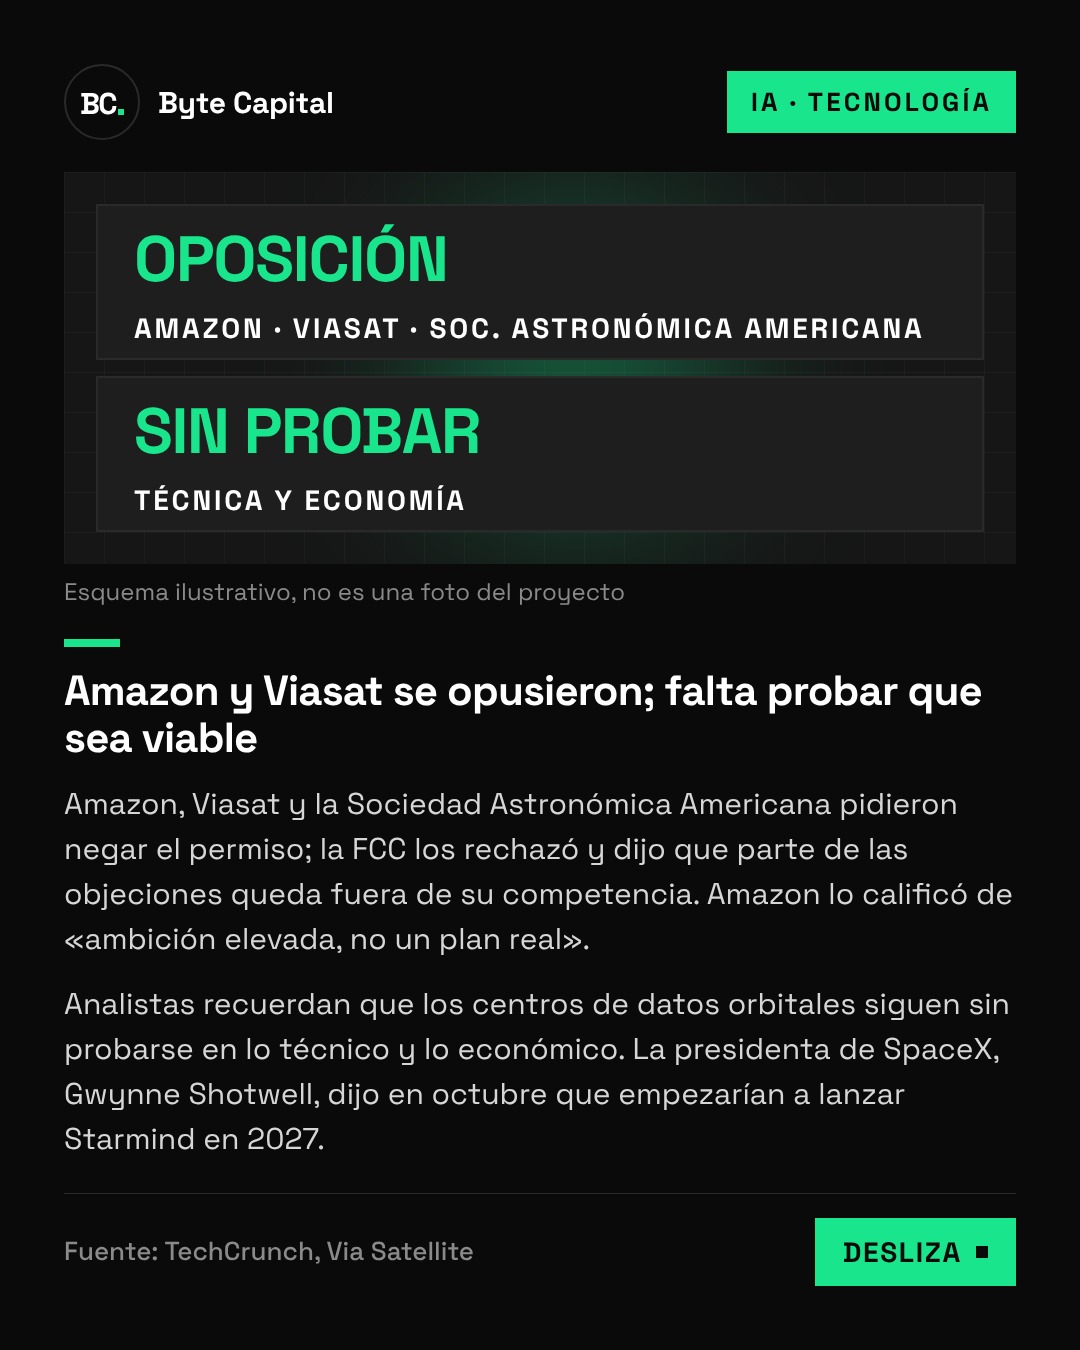 BC.
Byte Capital
IA · TECNOLOGÍA
OPOSICIÓN
AMAZON · VIASAT · SOC. ASTRONÓMICA AMERICANA
SIN PROBAR
TÉCNICA Y ECONOMÍA
Esquema ilustrativo, no es una foto del proyecto
Amazon y Viasat se opusieron; falta probar que
sea viable
Amazon, Viasat y la Sociedad Astronómica Americana pidieron
negar el permiso; la FCC los rechazó y dijo que parte de las
objeciones queda fuera de su competencia. Amazon lo calificó de
«ambición elevada, no un plan real».
Analistas recuerdan que los centros de datos orbitales siguen sin
probarse en lo técnico y lo económico. La presidenta de SpaceX,
Gwynne Shotwell, dijo en octubre que empezarían a lanzar
Starmind en 2027.
Fuente: TechCrunch, Via Satellite
DESLIZA